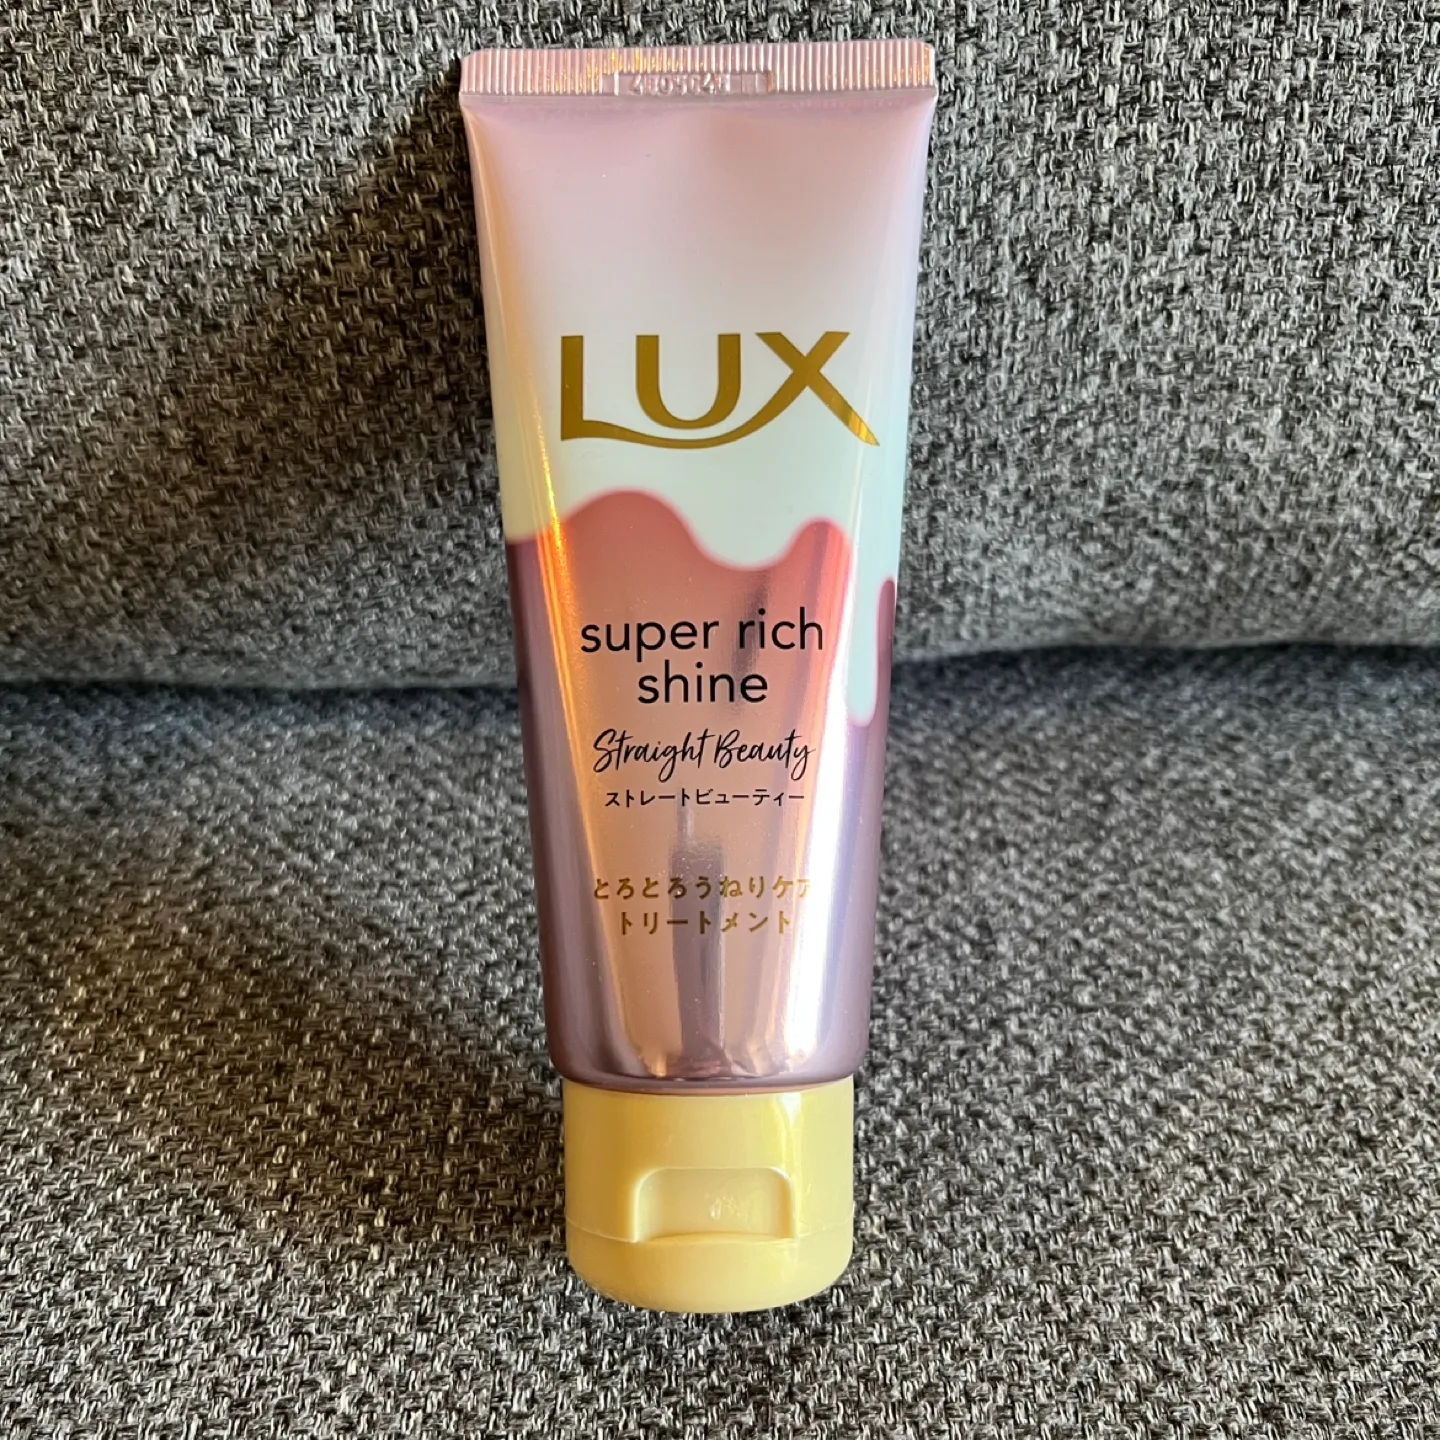 LUX
super rich
shine
Straight Beauty
ストレートビューティー
とろとろうねりケア
トリートメント